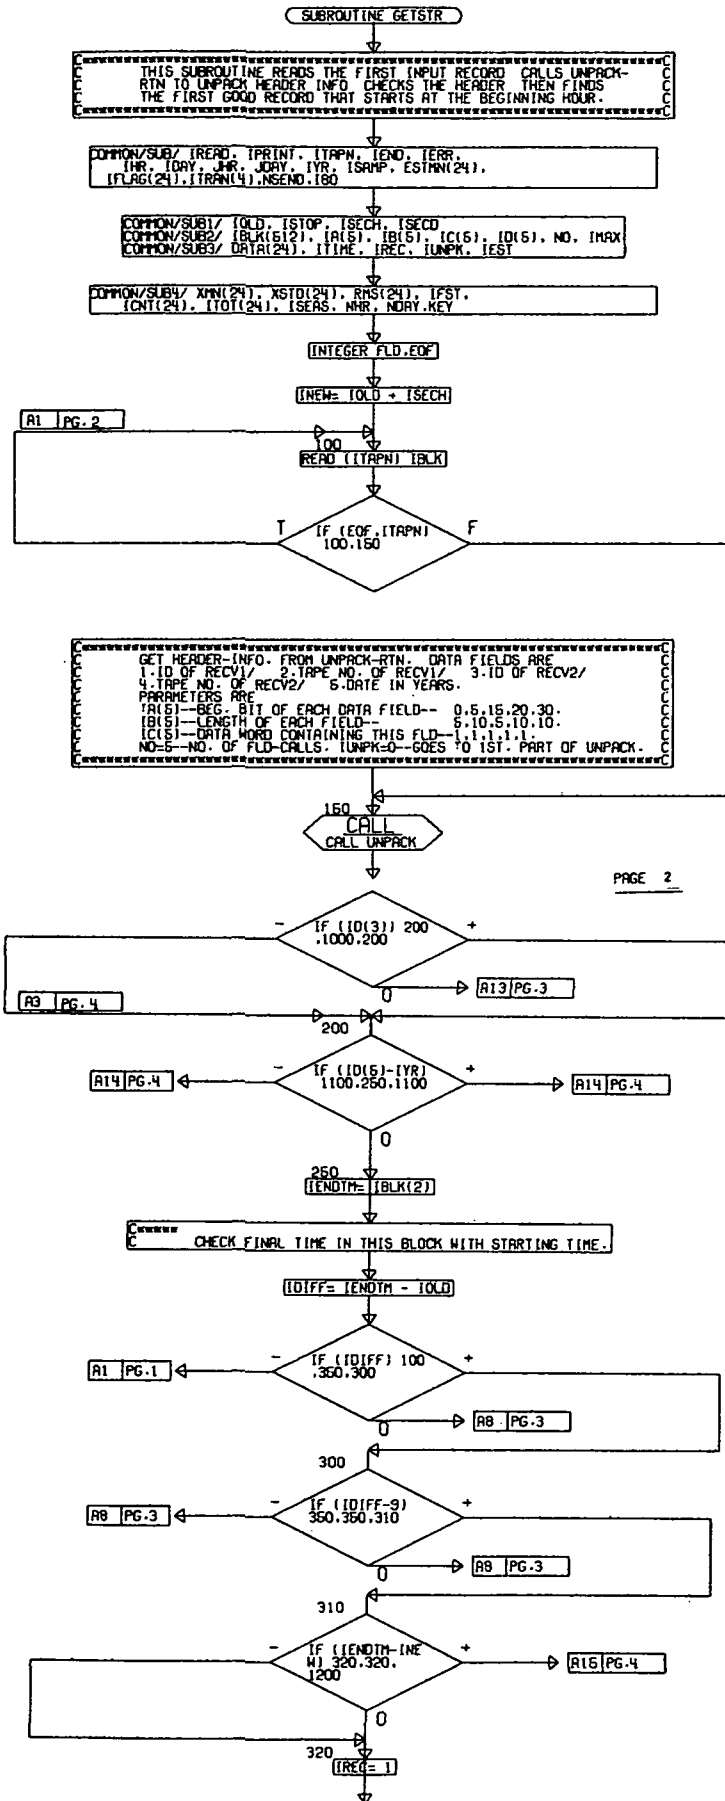 SUBROUTINE GETSTR
C*****C
C THIS SUBROUTINE READS THE FIRST INPUT RECORD CALLS UNPACK- C
C RTN TO UNPACK HEADER INFO CHECKS THE HEADER THEN FINDS C
C THE FIRST GOOD RECORD THAT STARTS AT THE BEGINNING HOUR. C
C*****C
COMMON/SUB/ IREAD, IPRINT, ITAPN, IEND, IERR,
IHR, IDAY, JHR, JDAY, IYR, ISAMP, ESTMN(24),
IFLAG(24),ITRAN(4),NSEND,IBO
COMMON/SUB1/ IOLD, ISTOP, ISECH, ISECD
COMMON/SUB2/ IBLK(512), IA(5), IB(5), IC(5), ID(5), NO, IMAX
COMMON/SUB3/ DATA(24), ITIME, IREC, IUNPK, IEST
COMMON/SUB4/ XMN(24), XSTD(24), RMS(24), IFST,
ICNT(24), ITOT(24), ISEAS, NHR, NDAY,KEY
INTEGER FLD,EOF
INEW= IOLD + ISECH
A1 PG.2
100
READ (ITAPN) IBLK
T IF (EOF,ITAPN) F
100,150
C*****C
C GET HEADER-INFO. FROM UNPACK-RTN. DATA FIELDS ARE C
C 1.ID OF RECV1/ 2.TAPE NO. OF RECV1/ 3.ID OF RECV2/ C
C 4.TAPE NO. OF RECV2/ 5.DATE IN YEARS. C
C PARAMETERS ARE C
C IA(5)--BEG. BIT OF EACH DATA FIELD-- 0,5,15,20,30. C
C IB(5)--LENGTH OF EACH FIELD-- 5,10,5,10,10. C
C IC(5)--DATA WORD CONTAINING THIS FLD--1,1,1,1,1. C
C NO=5--NO. OF FLD-CALLS. IUNPK=0--GOES TO 1ST. PART OF UNPACK. C
C*****C
150
CALL
CALL UNPACK
PAGE 2
- IF (ID(3)) 200 +
,1000,200
0 A13 PG.3
A3 PG.4
200
- IF (ID(5)-IYR) +
A14 PG.4 1100,250,1100 A14 PG.4
0
250
IENDTM= IBLK(2)
C*****
C CHECK FINAL TIME IN THIS BLOCK WITH STARTING TIME.
IDIFF= IENDTM - IOLD
A1 PG.1 - IF (IDIFF) 100 +
,350,300
0 A8 PG.3
300
A8 PG.3 - IF (IDIFF-9) +
350,350,310
0 A8 PG.3
310
- IF (IENDTM-INE +
W) 320,320, A15 PG.4
1200
0
320
IREC= 1